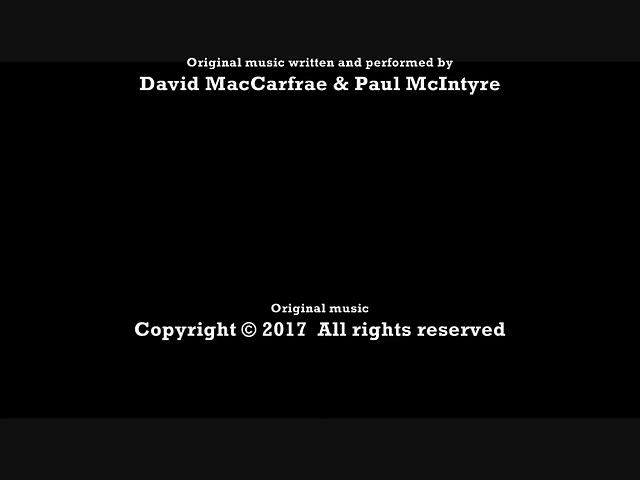 Original music written and performed by
David MacCarfrae & Paul McIntyre
Original music
Copyright © 2017 All rights reserved